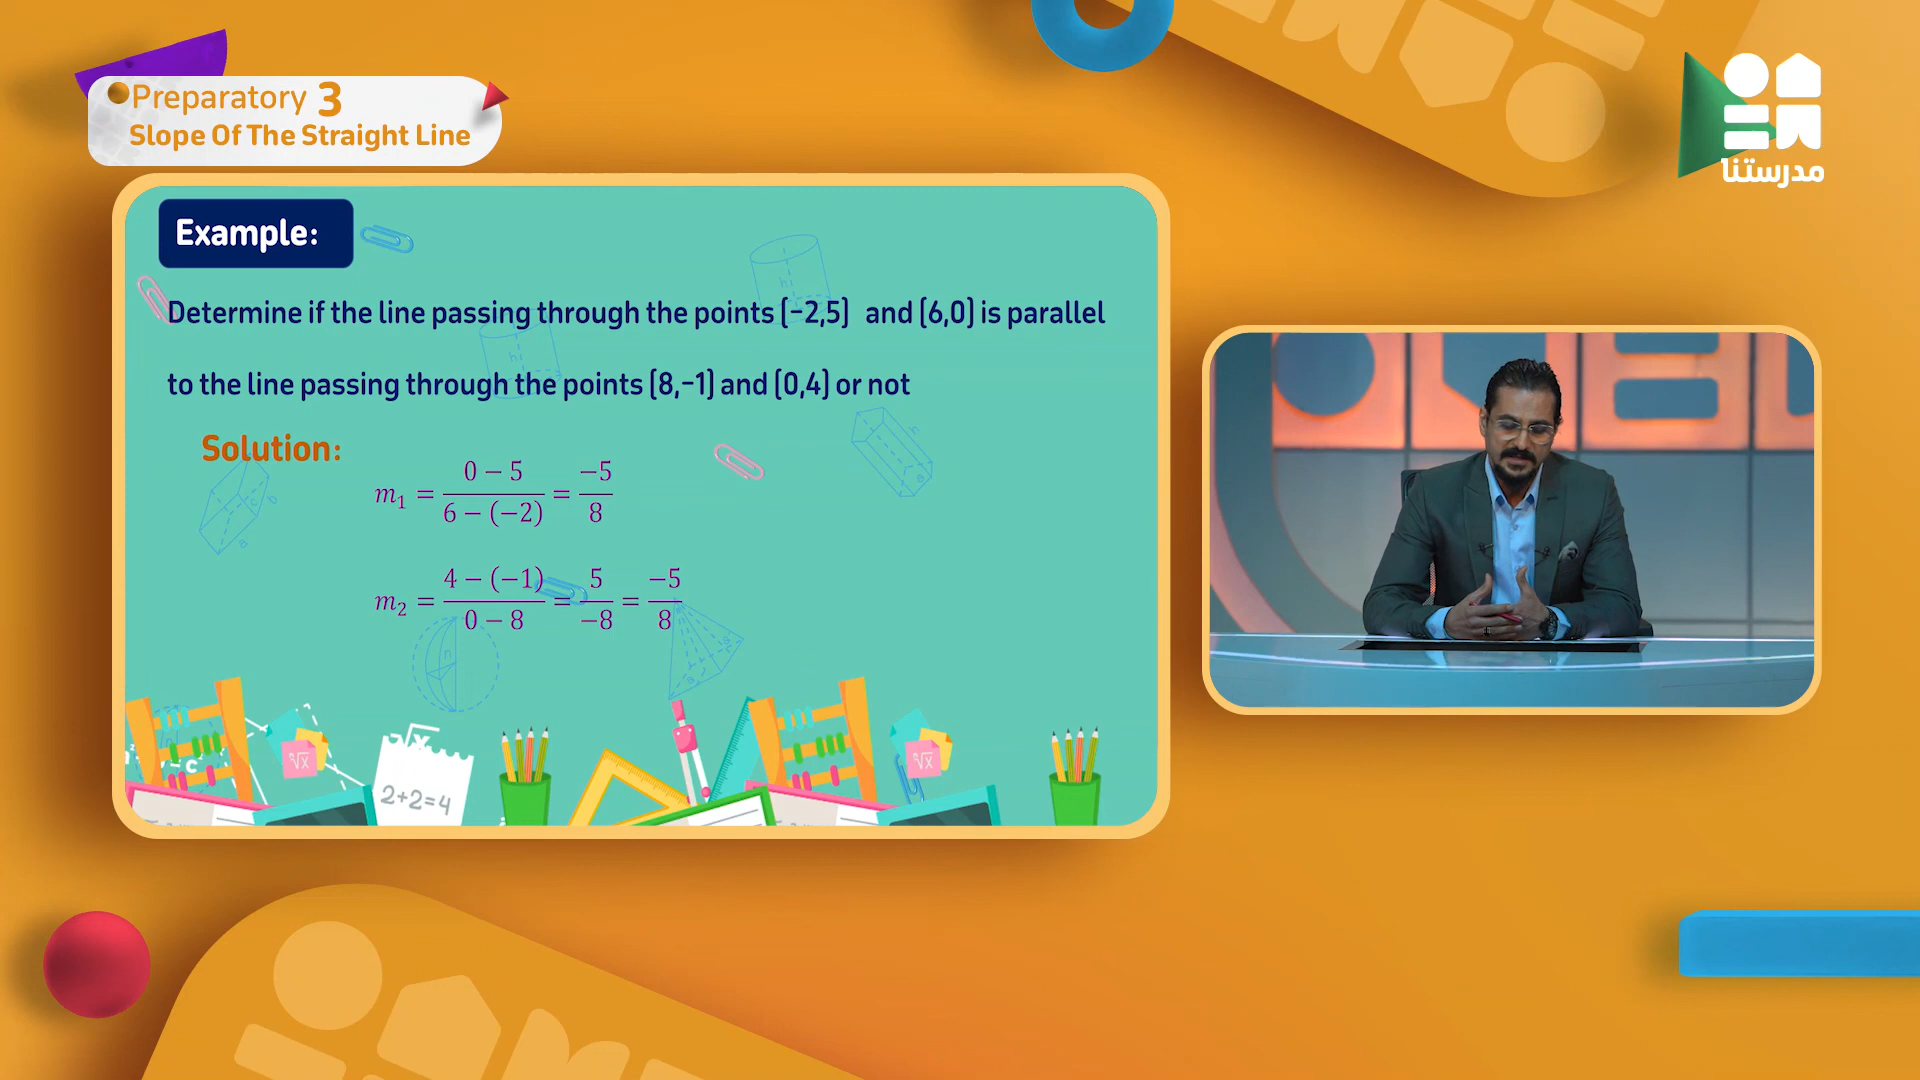 Preparatory 3
Slope Of The Straight Line
مدرستنا
Example:
Determine if the line passing through the points (−2,5) and (6,0) is parallel
to the line passing through the points (8,−1) and (0,4) or not
Solution:
m₁ = (0 − 5)/(6 − (−2)) = −5/8
m₂ = (4 − (−1))/(0 − 8) = 5/−8 = −5/8
2+2=4
√x
√x